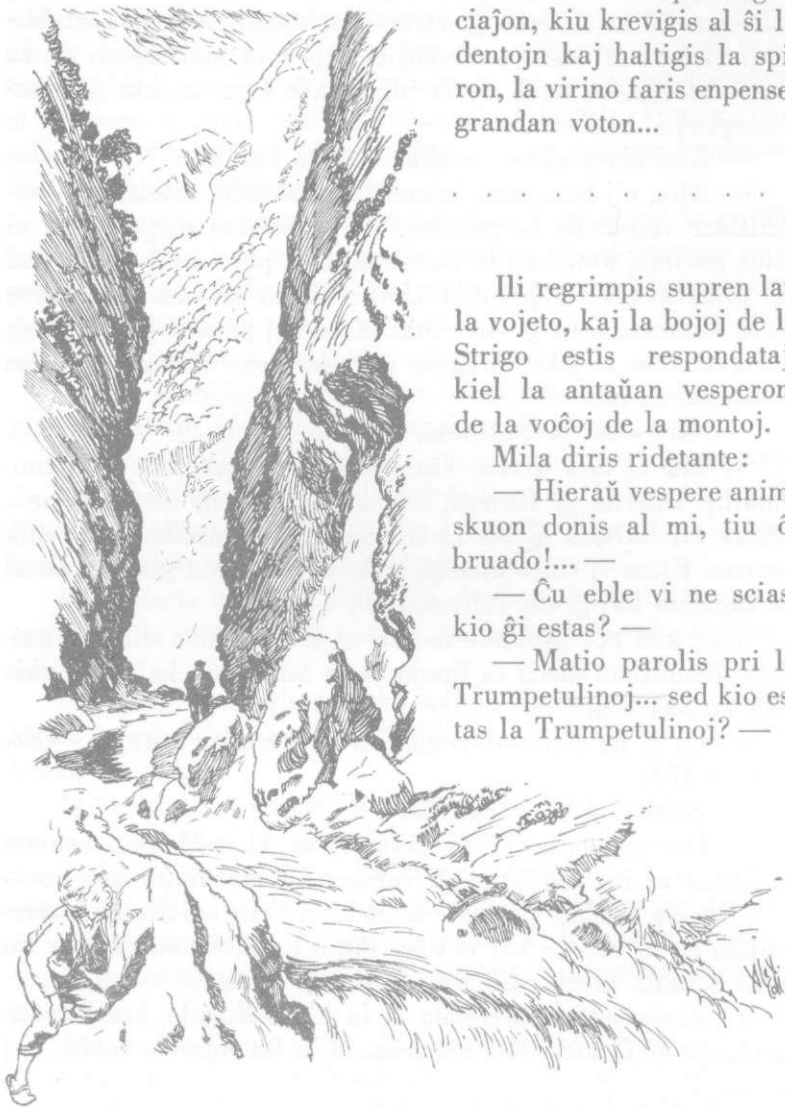 ciaĵon, kiu krevigis al ŝi l
dentojn kaj haltigis la spi
ron, la virino faris enpense
grandan voton...
Ili regrimpis supren laŭ
la vojeto, kaj la bojoj de l
Strigo estis respondataj
kiel la antaŭan vesperon
de la voĉoj de la montoj.
Mila diris ridetante:
Hieraŭ vespere anim
skuon donis al mi, tiu ĉ
bruado!... —
— Ĉu eble vi ne scias
kio ĝi estas? —
— Matio parolis pri l
Trumpetulinoj... sed kio es
tas la Trumpetulinoj? —